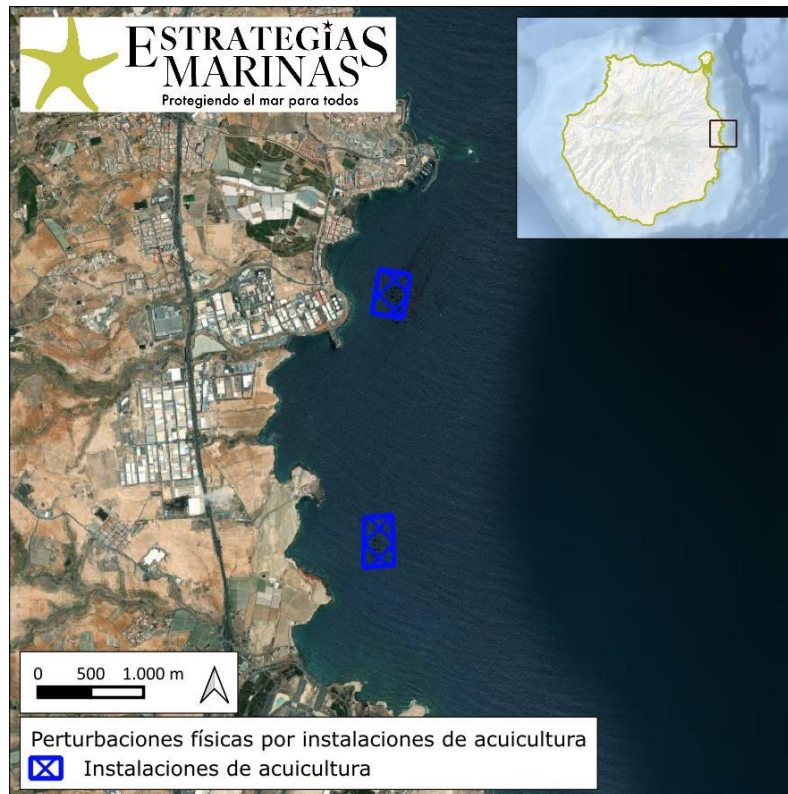 ESTRATEGIAS
MARINAS
Protegiendo el mar para todos
0 500 1.000 m
Perturbaciones físicas por instalaciones de acuicultura
Instalaciones de acuicultura